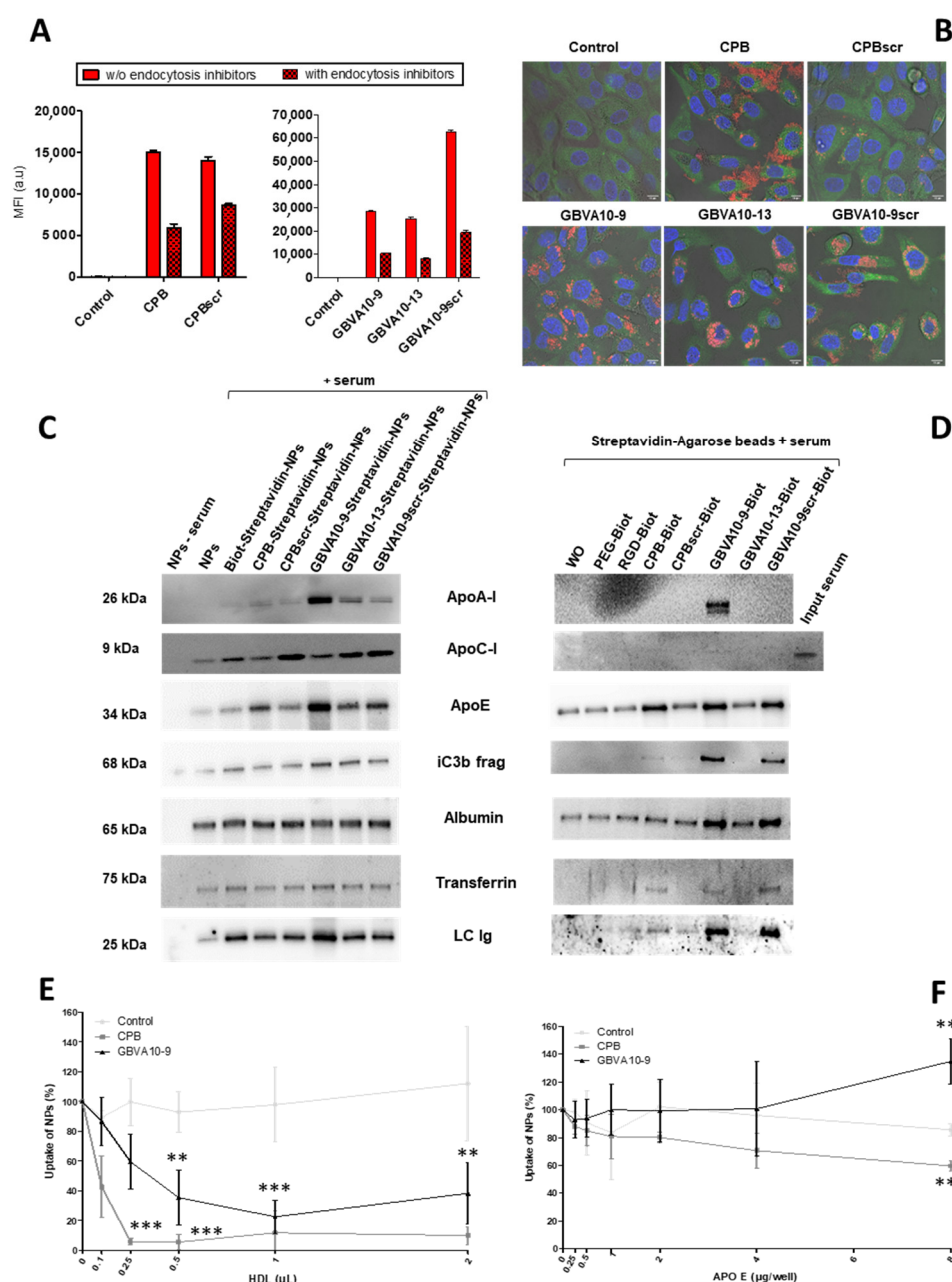 A
B
w/o endocytosis inhibitors
with endocytosis inhibitors
MFI (a.u)
20,000
15,000
10,000
5 000
0
Control
CPB
CPBscr
70,000
60,000
50,000
40,000
30,000
20,000
10,000
0
Control
GBVA10-9
GBVA10-13
GBVA10-9scr
Control
CPB
CPBscr
GBVA10-9
GBVA10-13
GBVA10-9scr
C
+ serum
NPs - serum
NPs
Biot-Streptavidin-NPs
CPB-Streptavidin-NPs
CPBscr-Streptavidin-NPs
GBVA10-9-Streptavidin-NPs
GBVA10-13-Streptavidin-NPs
GBVA10-9scr-Streptavidin-NPs
D
Streptavidin-Agarose beads + serum
WO
PEG-Biot
RGD-Biot
CPB-Biot
CPBscr-Biot
GBVA10-9-Biot
GBVA10-13-Biot
GBVA10-9scr-Biot
Input serum
26 kDa
ApoA-I
9 kDa
ApoC-I
34 kDa
ApoE
68 kDa
iC3b frag
65 kDa
Albumin
75 kDa
Transferrin
25 kDa
LC Ig
E
Uptake of NPs (%)
160
140
120
100
80
60
40
20
0
Control
CPB
GBVA10-9
***
***
**
***
**
0
0.1
0.25
0.5
1
2
HDL (uL)
F
Uptake of NPs (%)
160
140
120
100
80
60
40
20
0
Control
CPB
GBVA10-9
**
**
0
0.25
0.5
1
2
4
6
8
APO E (µg/well)